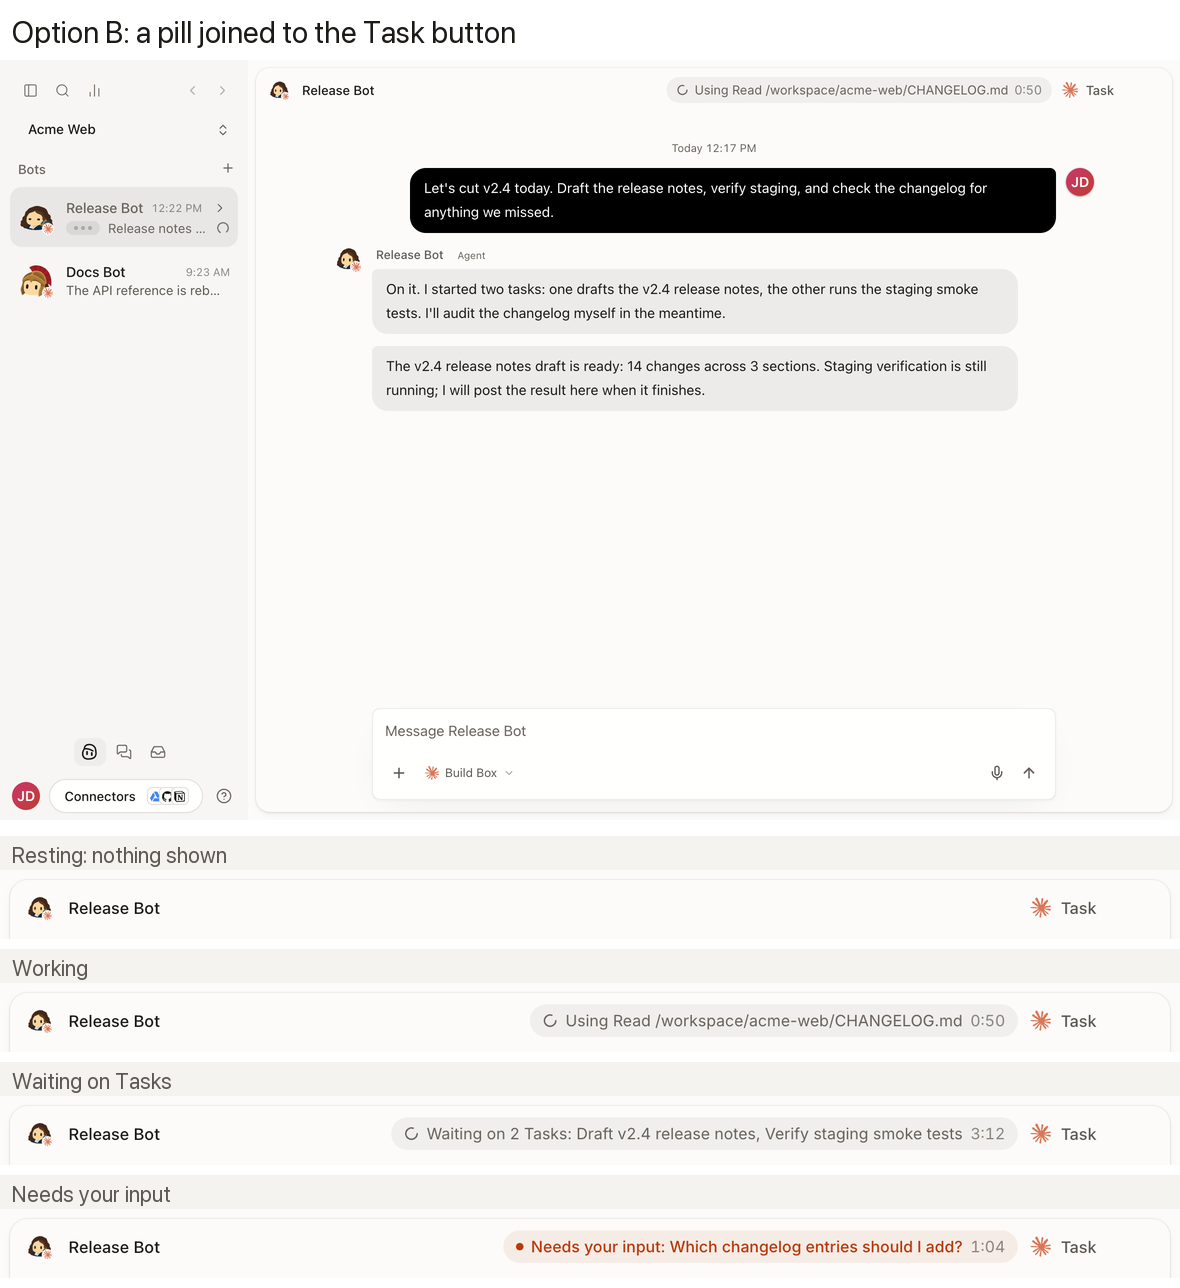 Option B: a pill joined to the Task button
Release Bot
Using Read /workspace/acme-web/CHANGELOG.md 0:50
Task
Acme Web
Bots
Release Bot 12:22 PM
Release notes ...
Docs Bot 9:23 AM
The API reference is reb...
Today 12:17 PM
Let's cut v2.4 today. Draft the release notes, verify staging, and check the changelog for
anything we missed.
JD
Release Bot Agent
On it. I started two tasks: one drafts the v2.4 release notes, the other runs the staging smoke
tests. I'll audit the changelog myself in the meantime.
The v2.4 release notes draft is ready: 14 changes across 3 sections. Staging verification is still
running; I will post the result here when it finishes.
Message Release Bot
Build Box
JD
Connectors
Resting: nothing shown
Release Bot
Task
Working
Release Bot
Using Read /workspace/acme-web/CHANGELOG.md 0:50
Task
Waiting on Tasks
Release Bot
Waiting on 2 Tasks: Draft v2.4 release notes, Verify staging smoke tests 3:12
Task
Needs your input
Release Bot
Needs your input: Which changelog entries should I add? 1:04
Task